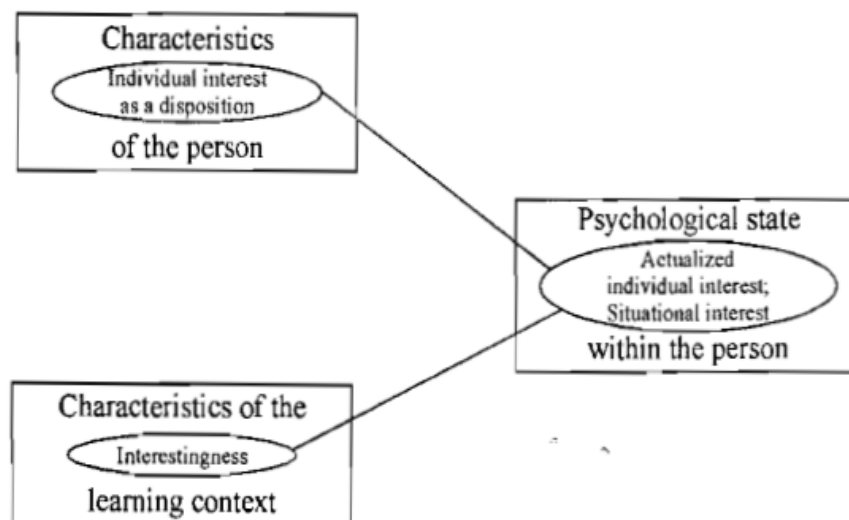 Characteristics
Individual interest
as a disposition
of the person
Psychological state
Actualized
individual interest;
Situational interest
within the person
Characteristics of the
Interestingness
learning context